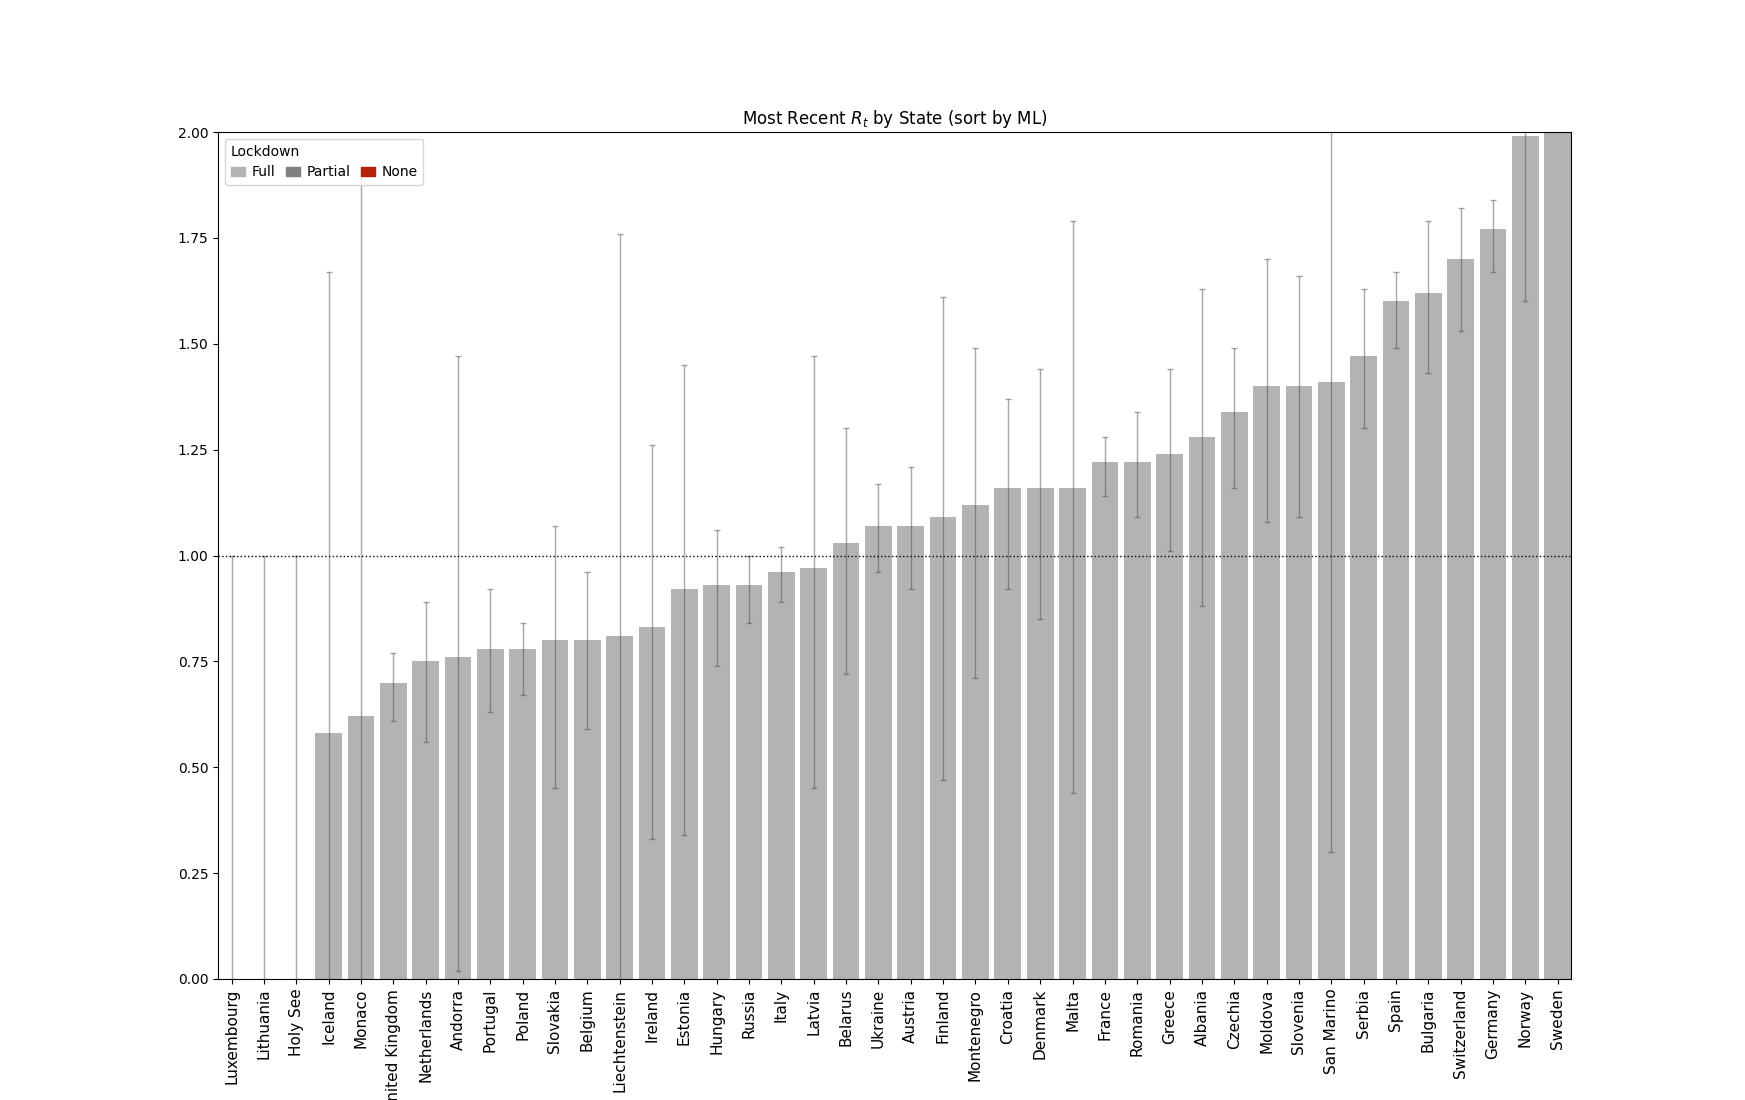 Most Recent Rt by State (sort by ML)
Lockdown
Full Partial None
2.00
1.75
1.50
1.25
1.00
0.75
0.50
0.25
0.00
Luxembourg
Lithuania
Holy See
Iceland
Monaco
nited Kingdom
Netherlands
Andorra
Portugal
Poland
Slovakia
Belgium
Liechtenstein
Ireland
Estonia
Hungary
Russia
Italy
Latvia
Belarus
Ukraine
Austria
Finland
Montenegro
Croatia
Denmark
Malta
France
Romania
Greece
Albania
Czechia
Moldova
Slovenia
San Marino
Serbia
Spain
Bulgaria
Switzerland
Germany
Norway
Sweden